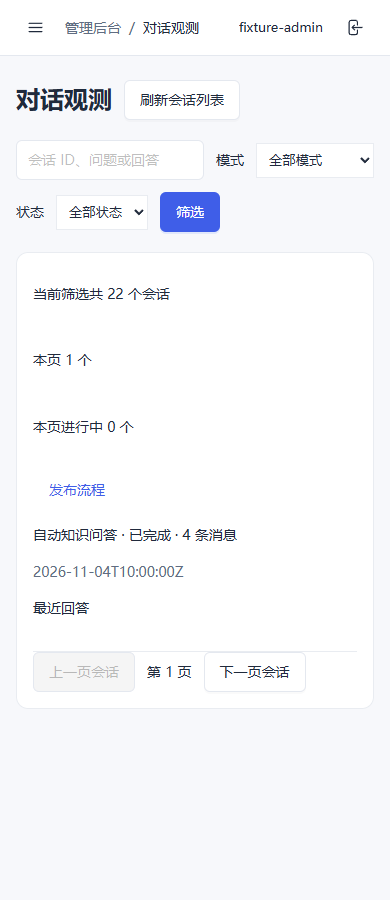 管理后台 / 对话观测 fixture-admin
对话观测 刷新会话列表
会话 ID、问题或回答 模式 全部模式
状态 全部状态 筛选
当前筛选共 22 个会话
本页 1 个
本页进行中 0 个
发布流程
自动知识问答 · 已完成 · 4 条消息
2026-11-04T10:00:00Z
最近回答
上一页会话 第 1 页 下一页会话